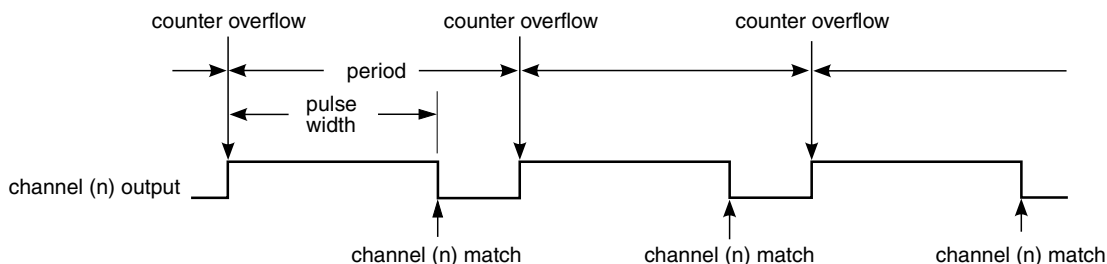 counter overflow counter overflow counter overflow
period
pulse
width
channel (n) output
channel (n) match channel (n) match channel (n) match